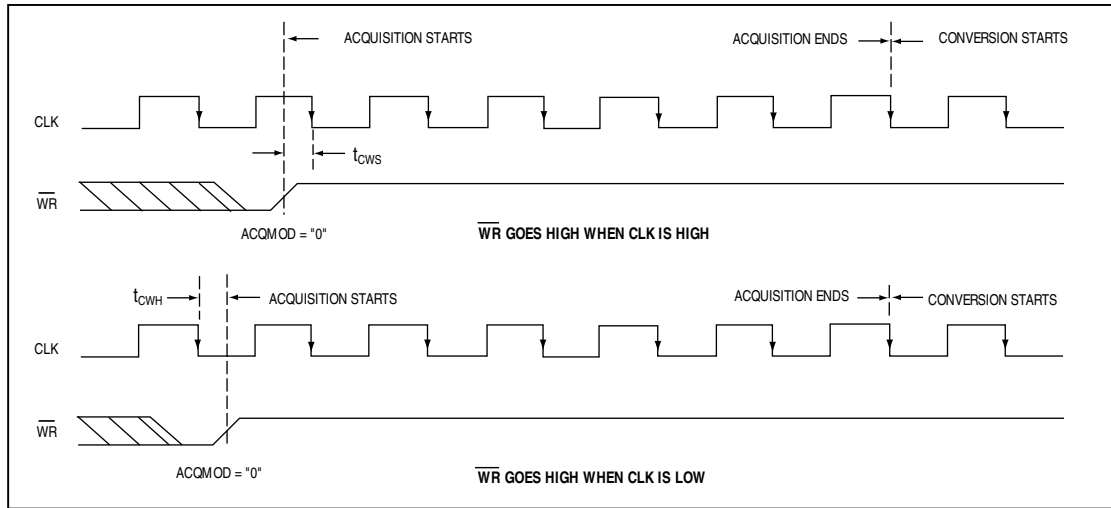 ACQUISITION STARTS
ACQUISITION ENDS
CONVERSION STARTS
CLK
tCWS
WR
ACQMOD = "0"
WR GOES HIGH WHEN CLK IS HIGH
tCWH
ACQUISITION STARTS
ACQUISITION ENDS
CONVERSION STARTS
CLK
WR
ACQMOD = "0"
WR GOES HIGH WHEN CLK IS LOW